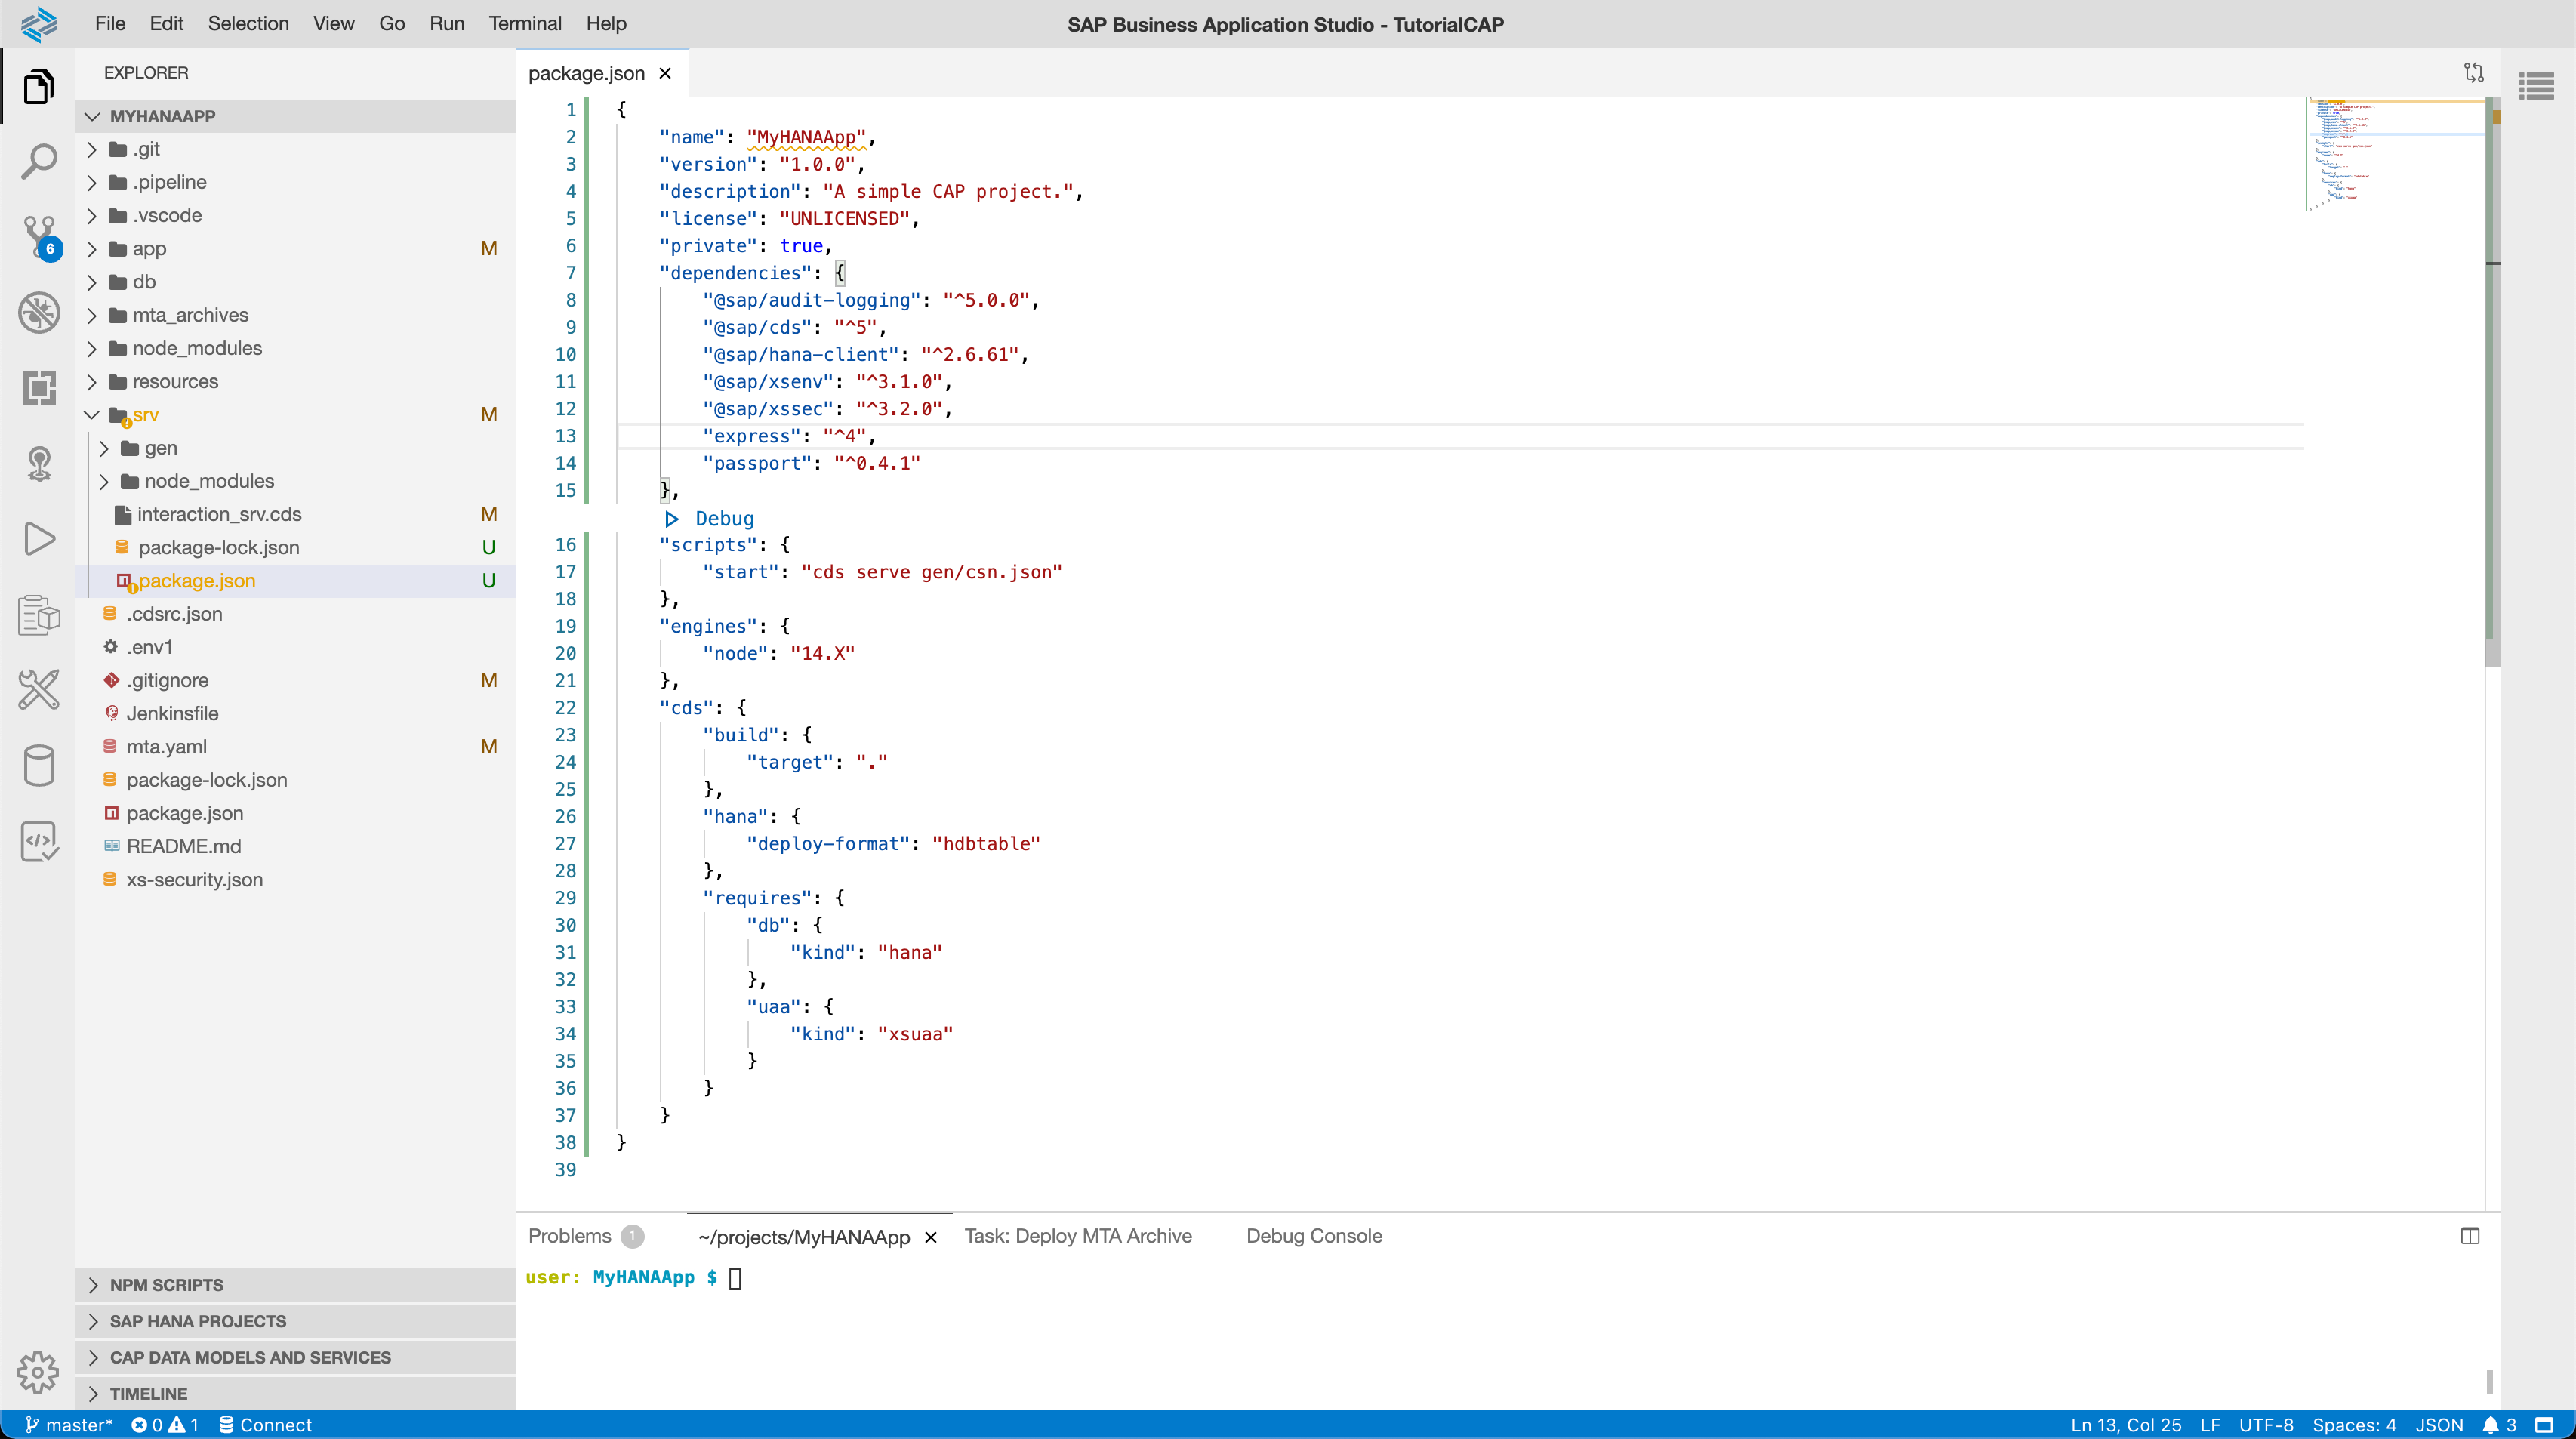 File Edit Selection View Go Run Terminal Help
SAP Business Application Studio - TutorialCAP
EXPLORER
MYHANAAPP
.git
.pipeline
.vscode
app M
db
mta_archives
node_modules
resources
srv M
gen
node_modules
interaction_srv.cds M
package-lock.json U
package.json U
.cdsrc.json
.env1
.gitignore M
Jenkinsfile
mta.yaml M
package-lock.json
package.json
README.md
xs-security.json
NPM SCRIPTS
SAP HANA PROJECTS
CAP DATA MODELS AND SERVICES
TIMELINE
6
package.json
1 {
2 "name": "MyHANAApp",
3 "version": "1.0.0",
4 "description": "A simple CAP project.",
5 "license": "UNLICENSED",
6 "private": true,
7 "dependencies": {
8 "@sap/audit-logging": "^5.0.0",
9 "@sap/cds": "^5",
10 "@sap/hana-client": "^2.6.61",
11 "@sap/xsenv": "^3.1.0",
12 "@sap/xssec": "^3.2.0",
13 "express": "^4",
14 "passport": "^0.4.1"
15 },
Debug
16 "scripts": {
17 "start": "cds serve gen/csn.json"
18 },
19 "engines": {
20 "node": "14.X"
21 },
22 "cds": {
23 "build": {
24 "target": "."
25 },
26 "hana": {
27 "deploy-format": "hdbtable"
28 },
29 "requires": {
30 "db": {
31 "kind": "hana"
32 },
33 "uaa": {
34 "kind": "xsuaa"
35 }
36 }
37 }
38 }
39
Problems 1 ~/projects/MyHANAApp Task: Deploy MTA Archive Debug Console
user: MyHANAApp $
master* 0 1 Connect
Ln 13, Col 25 LF UTF-8 Spaces: 4 JSON 3